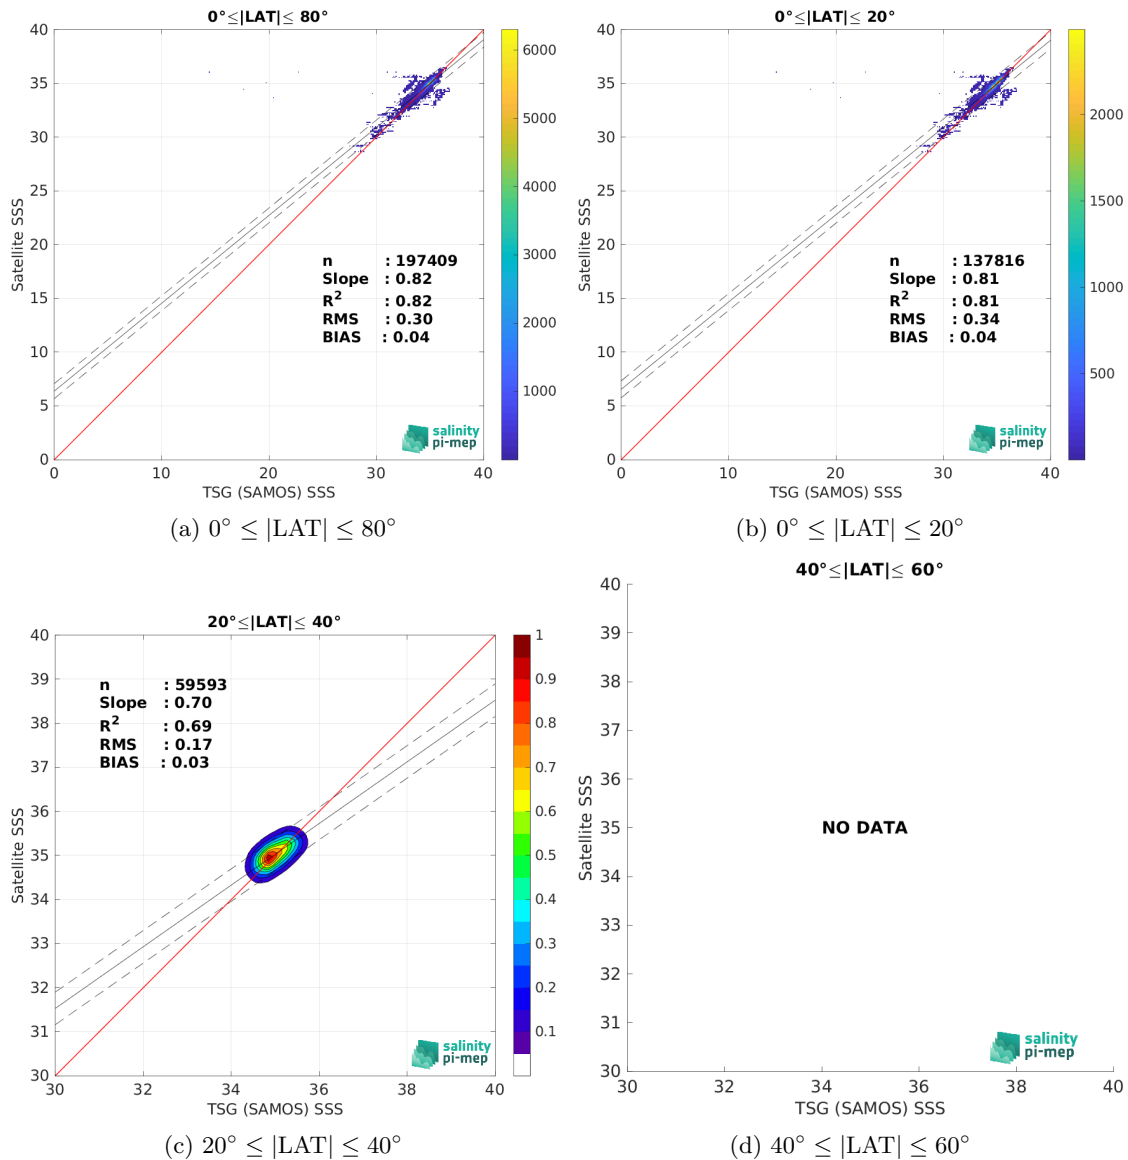 0°≤|LAT|≤ 80°
40
35
30
25
20
15
10
5
0
Satellite SSS
n : 197409
Slope : 0.82
R² : 0.82
RMS : 0.30
BIAS : 0.04
salinity
pi-mep
0 10 20 30 40
TSG (SAMOS) SSS
6000
5000
4000
3000
2000
1000
(a) 0° ≤ |LAT| ≤ 80°
0°≤|LAT|≤ 20°
40
35
30
25
20
15
10
5
0
Satellite SSS
n : 137816
Slope : 0.81
R² : 0.81
RMS : 0.34
BIAS : 0.04
salinity
pi-mep
0 10 20 30 40
TSG (SAMOS) SSS
2000
1500
1000
500
(b) 0° ≤ |LAT| ≤ 20°
20°≤|LAT|≤ 40°
40
39
38
37
36
35
34
33
32
31
30
Satellite SSS
n : 59593
Slope : 0.70
R² : 0.69
RMS : 0.17
BIAS : 0.03
salinity
pi-mep
30 32 34 36 38 40
TSG (SAMOS) SSS
1
0.9
0.8
0.7
0.6
0.5
0.4
0.3
0.2
0.1
(c) 20° ≤ |LAT| ≤ 40°
40°≤|LAT|≤ 60°
40
39
38
37
36
35
34
33
32
31
30
Satellite SSS
NO DATA
salinity
pi-mep
30 32 34 36 38 40
TSG (SAMOS) SSS
(d) 40° ≤ |LAT| ≤ 60°